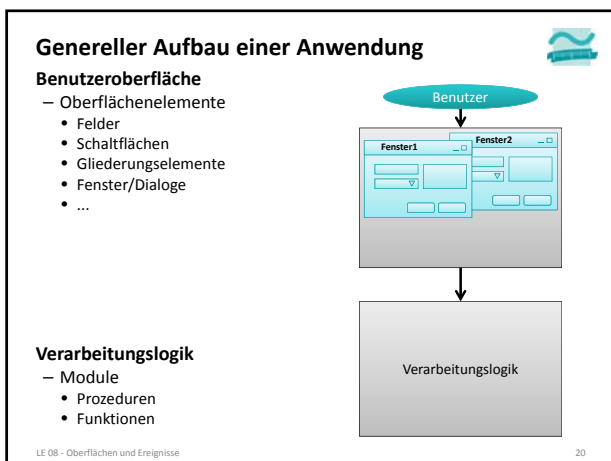 Genereller Aufbau einer Anwendung
Benutzeroberfläche
– Oberflächenelemente
• Felder
• Schaltflächen
• Gliederungselemente
• Fenster/Dialoge
• ...
Benutzer
Fenster1
Fenster2
Verarbeitungslogik
– Module
• Prozeduren
• Funktionen
Verarbeitungslogik
LE 08 - Oberflächen und Ereignisse
20